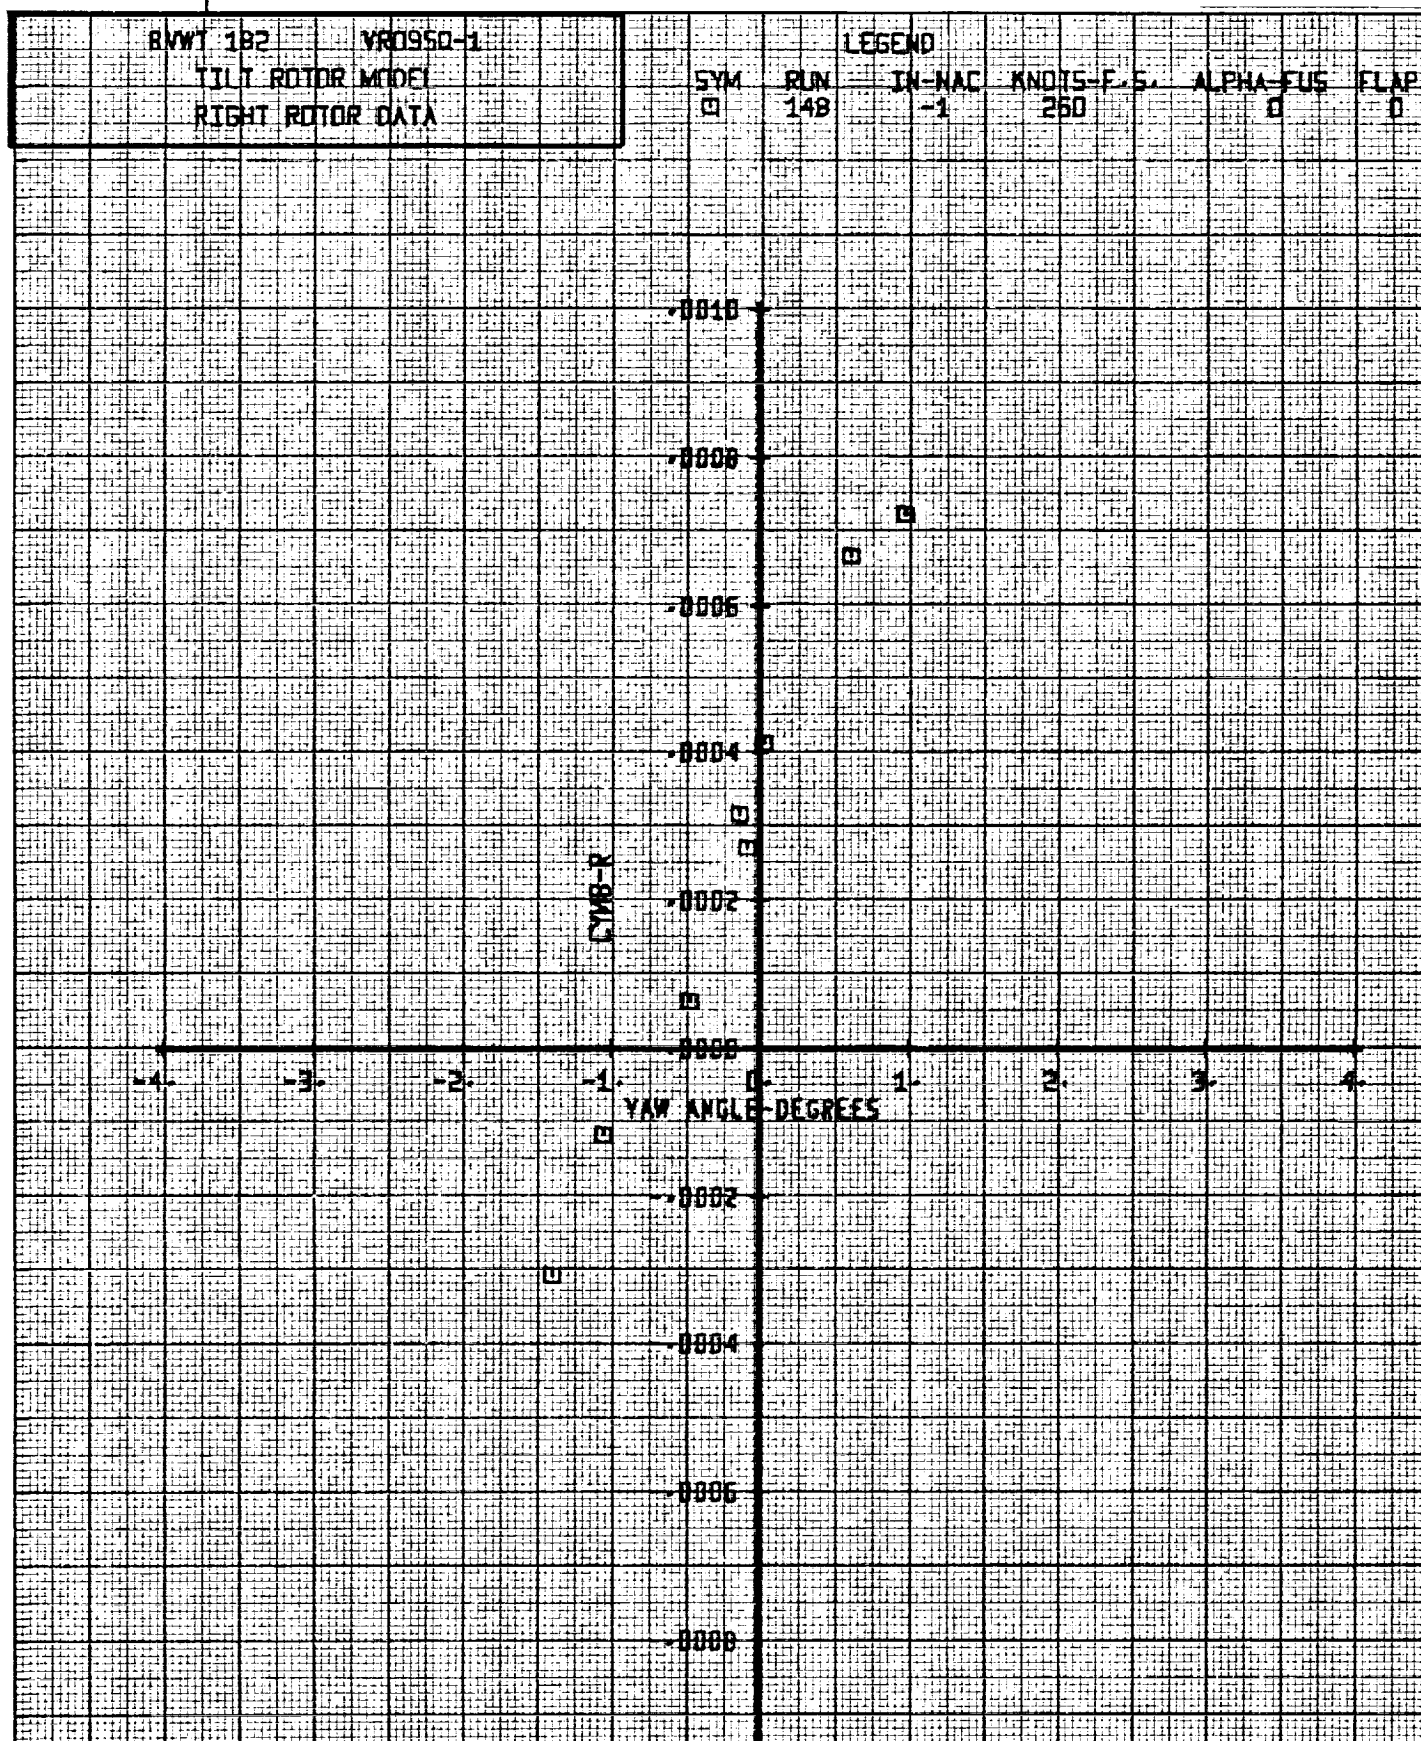 BVWT 182 VR095Q-1
TILT ROTOR MODEL
RIGHT ROTOR DATA
LEGEND
SYM RUN IN-NAC KNOTS-F.S. ALPHA-FUS FLAP
148 -1 260 0 0
.0010
.0008
.0006
.0004
.0002
CYMB-R
.0000
-4. -3. -2. -1. 0. 1. 2. 3. 4.
YAW ANGLE-DEGREES
-.0002
-.0004
-.0006
-.0008